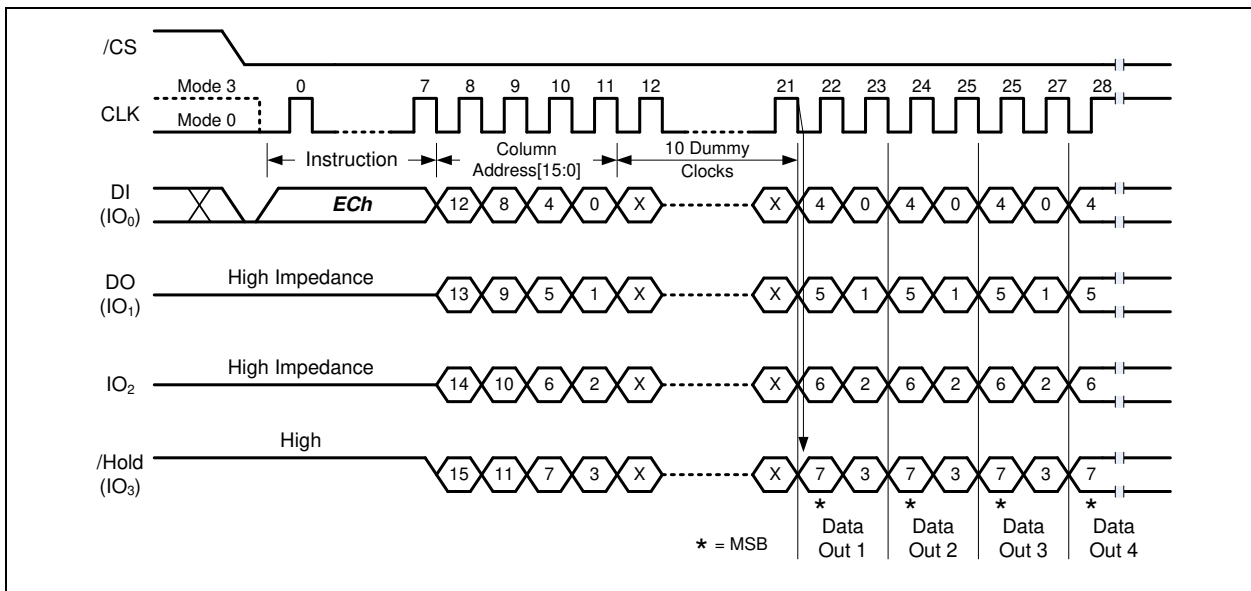 /CS
Mode 3 0 7 8 9 10 11 12 21 22 23 24 25 25 27 28
CLK
Mode 0
Instruction
Column
Address[15:0]
10 Dummy
Clocks
DI
(IO0)
ECh 12 8 4 0 X X 4 0 4 0 4 0 4
High Impedance
DO
(IO1)
13 9 5 1 X X 5 1 5 1 5 1 5
High Impedance
IO2
14 10 6 2 X X 6 2 6 2 6 2 6
High
/Hold
(IO3)
15 11 7 3 X X 7 3 7 3 7 3 7
* * * *
* = MSB
Data
Out 1
Data
Out 2
Data
Out 3
Data
Out 4